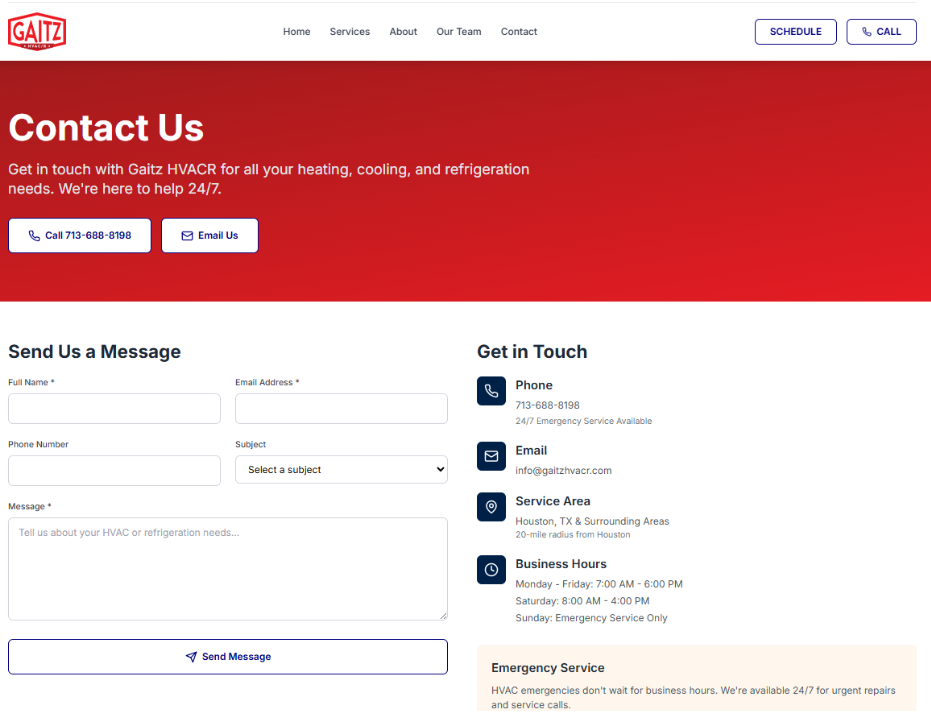 GAITZ
HVAC/R
Home
Services
About
Our Team
Contact
SCHEDULE
CALL
Contact Us
Get in touch with Gaitz HVACR for all your heating, cooling, and refrigeration
needs. We're here to help 24/7.
Call 713-688-8198
Email Us
Send Us a Message
Full Name *
Email Address *
Phone Number
Subject
Select a subject
Message *
Tell us about your HVAC or refrigeration needs...
Send Message
Get in Touch
Phone
713-688-8198
24/7 Emergency Service Available
Email
info@gaitzhvacr.com
Service Area
Houston, TX & Surrounding Areas
20-mile radius from Houston
Business Hours
Monday - Friday: 7:00 AM - 6:00 PM
Saturday: 8:00 AM - 4:00 PM
Sunday: Emergency Service Only
Emergency Service
HVAC emergencies don't wait for business hours. We're available 24/7 for urgent repairs
and service calls.